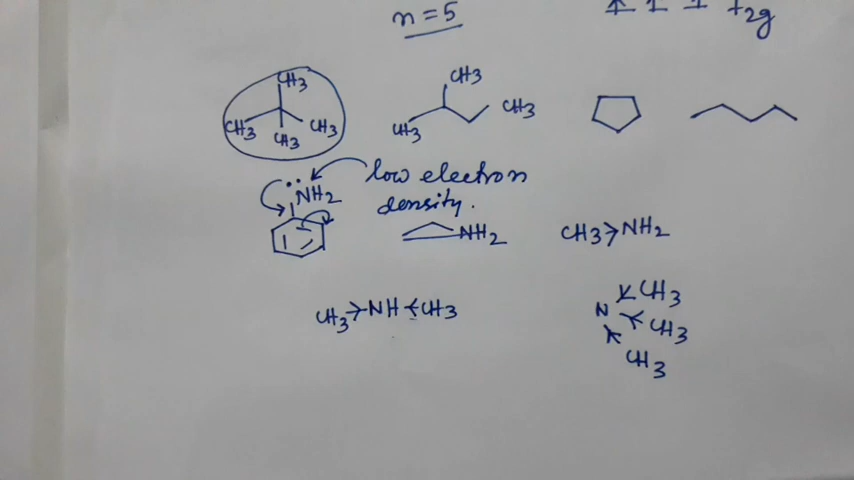 n=5
↑ ↑ ↑ t2g
CH3 CH3
CH3 CH3 CH3 CH3 CH3
low electron
NH2 density.
NH2 CH3 NH2
CH3 NH CH3 N CH3
CH3
CH3